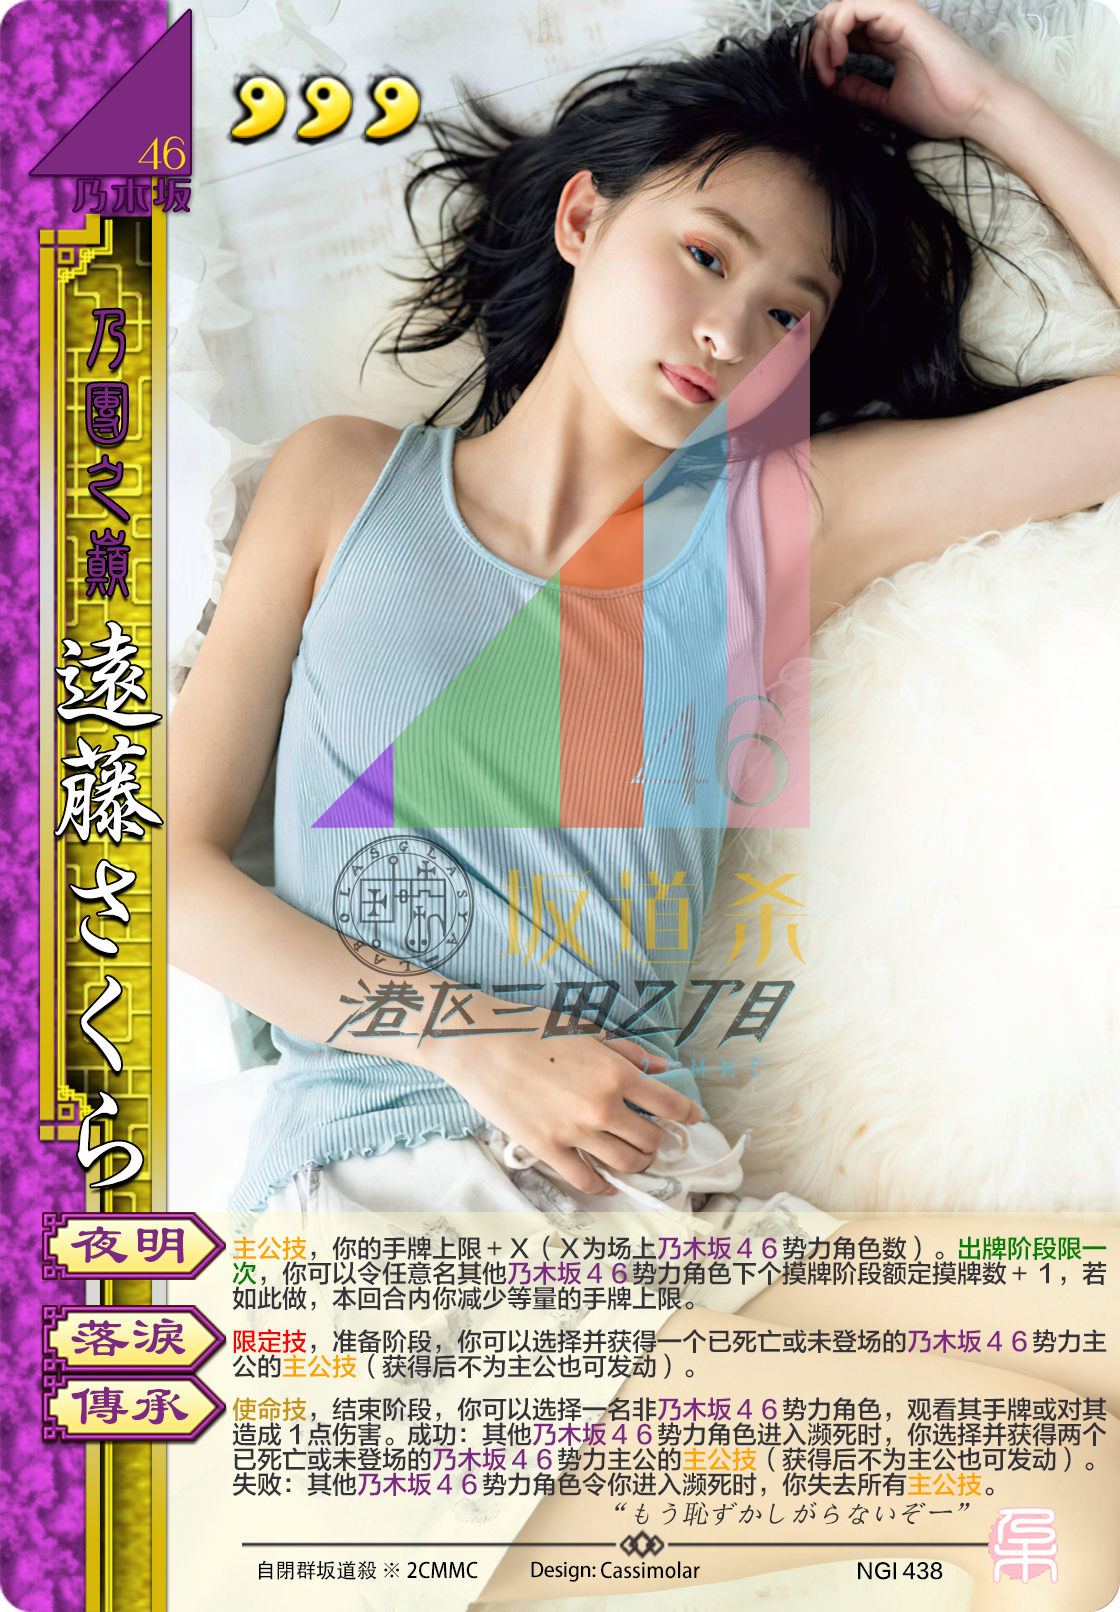 46
乃木坂
乃團之巔
遠藤さくら
46
GLASYA LABOLAS
坂道杀
港区三田2丁目
2CMMC
夜明
主公技，你的手牌上限＋X（X为场上乃木坂46势力角色数）。出牌阶段限一
次，你可以令任意名其他乃木坂46势力角色下个摸牌阶段额定摸牌数＋1，若
如此做，本回合内你减少等量的手牌上限。
落淚
限定技，准备阶段，你可以选择并获得一个已死亡或未登场的乃木坂46势力主
公的主公技（获得后不为主公也可发动）。
傳承
使命技，结束阶段，你可以选择一名非乃木坂46势力角色，观看其手牌或对其
造成1点伤害。成功：其他乃木坂46势力角色进入濒死时，你选择并获得两个
已死亡或未登场的乃木坂46势力主公的主公技（获得后不为主公也可发动）。
失败：其他乃木坂46势力角色令你进入濒死时，你失去所有主公技。
“もう恥ずかしがらないぞー”
自閉群坂道殺 ※ 2CMMC Design: Cassimolar NGI 438